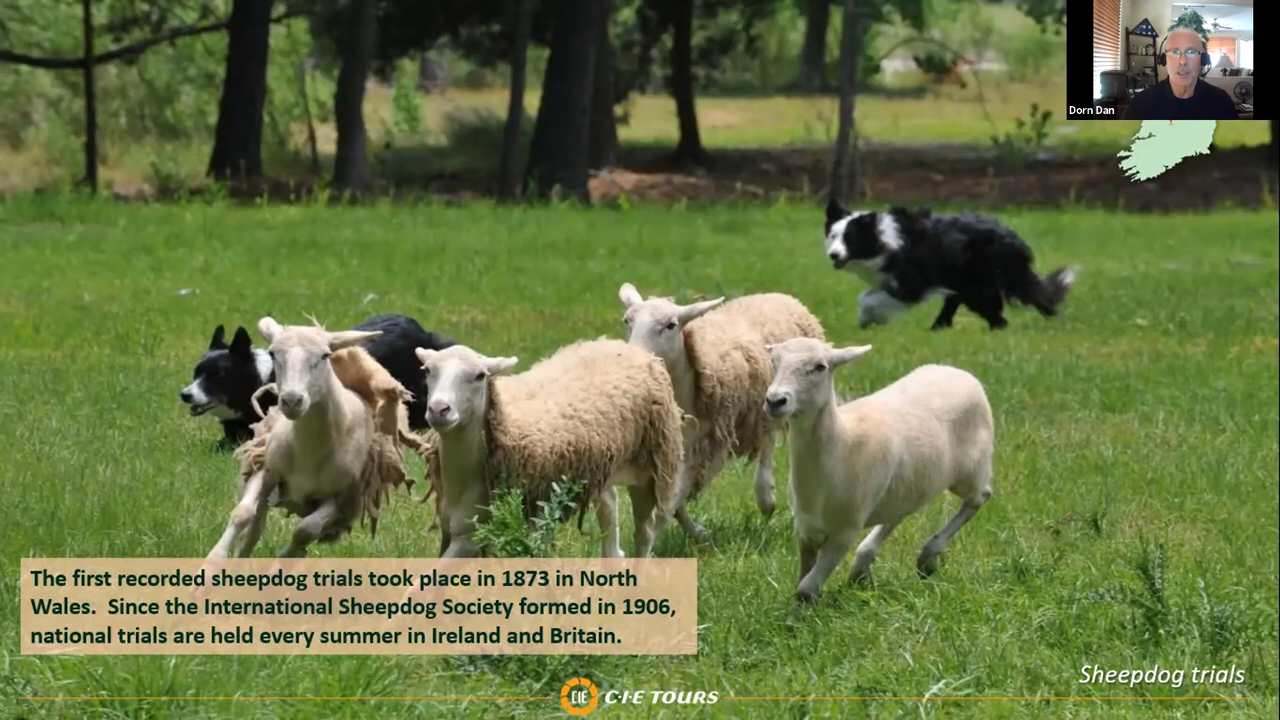 Dorn Dan
The first recorded sheepdog trials took place in 1873 in North
Wales. Since the International Sheepdog Society formed in 1906,
national trials are held every summer in Ireland and Britain.
Sheepdog trials
CIE C·I·E TOURS